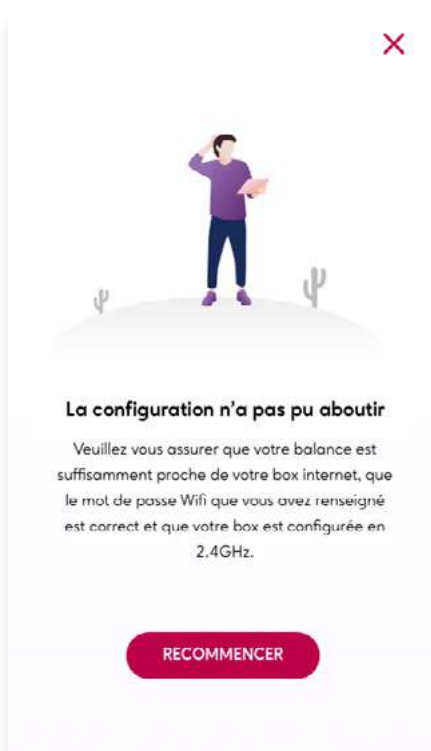 La configuration n'a pas pu aboutir
Veuillez vous assurer que votre balance est
suffisamment proche de votre box internet, que
le mot de passe Wifi que vous avez renseigné
est correct et que votre box est configurée en
2.4GHz.
RECOMMENCER